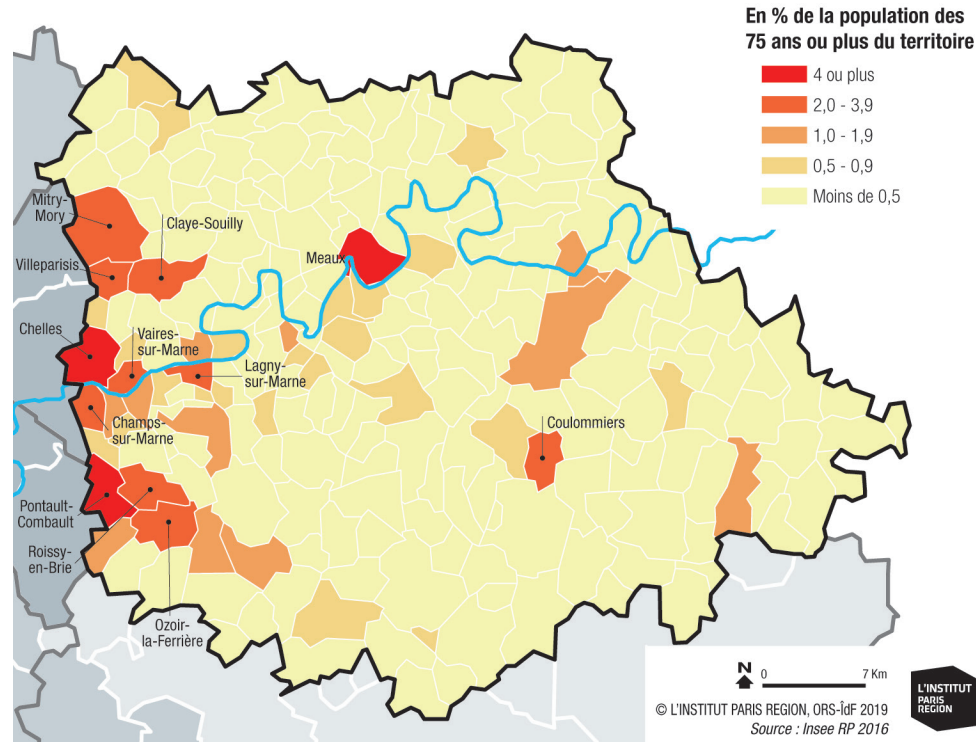 En % de la population des
75 ans ou plus du territoire
4 ou plus
2,0 - 3,9
1,0 - 1,9
0,5 - 0,9
Moins de 0,5
Mitry-
Mory
Claye-Souilly
Villeparisis
Meaux
Chelles
Vaires-
sur-Marne
Lagny-
sur-Marne
Champs-
sur-Marne
Coulommiers
Pontault-
Combault
Roissy-
en-Brie
Ozoir-
la-Ferrière
N
0 7 Km
© L'INSTITUT PARIS REGION, ORS-ÎdF 2019
Source : Insee RP 2016
L'INSTITUT
PARIS
REGION